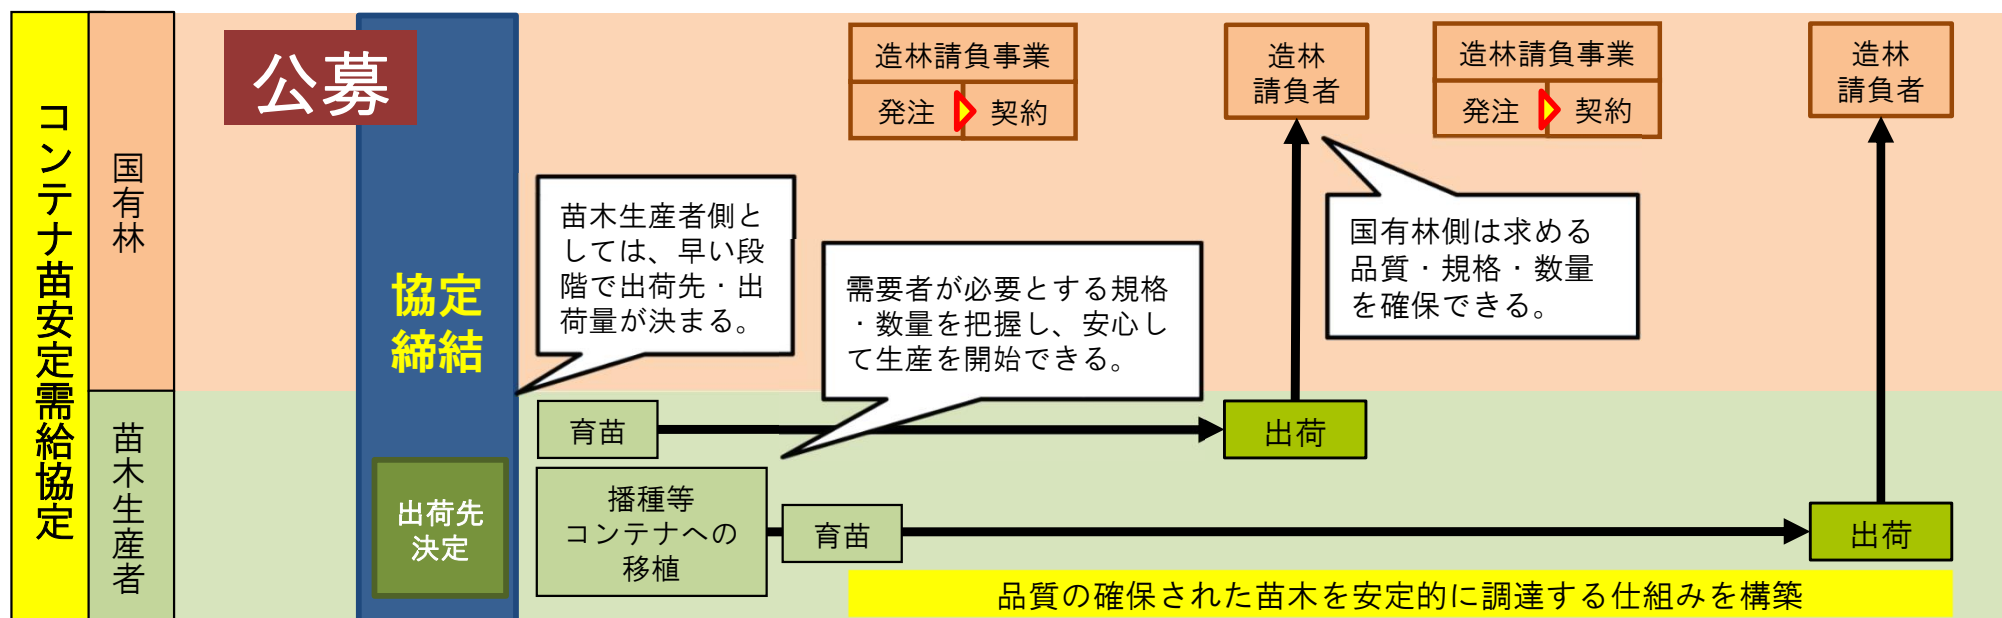 コンテナ苗安定需給協定
国有林
苗木生産者
公募
協定
締結
出荷先
決定
苗木生産者側と
しては、早い段
階で出荷先・出
荷量が決まる。
需要者が必要とする規格
・数量を把握し、安心し
て生産を開始できる。
造林請負事業
発注
契約
造林
請負者
国有林側は求める
品質・規格・数量
を確保できる。
造林請負事業
発注
契約
造林
請負者
育苗
出荷
播種等
コンテナへの
移植
育苗
出荷
品質の確保された苗木を安定的に調達する仕組みを構築